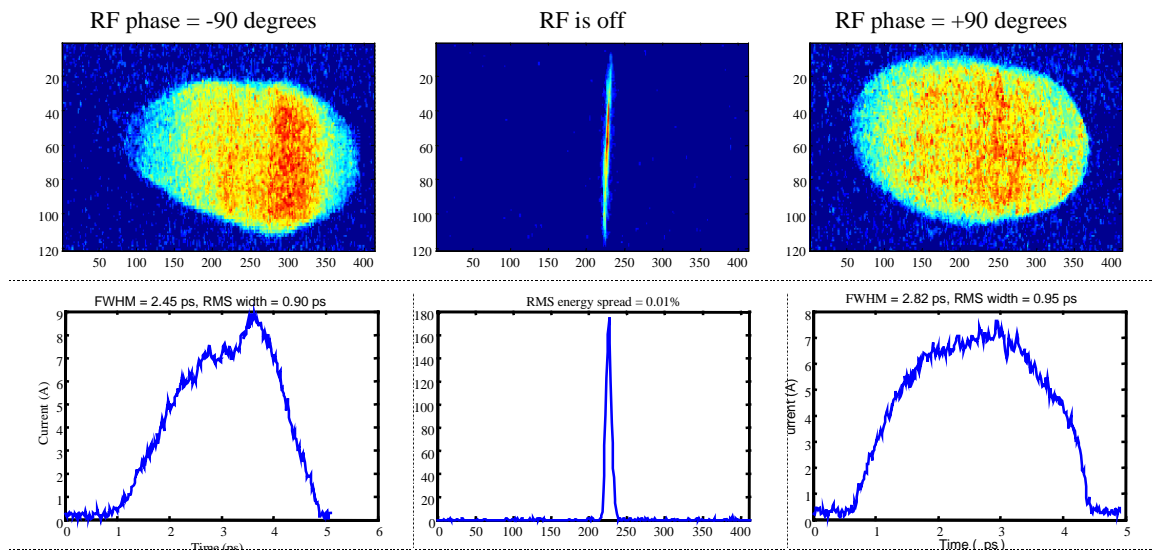 RF phase = -90 degrees
RF is off
RF phase = +90 degrees
20
40
60
80
100
120
50 100 150 200 250 300 350 400
20
40
60
80
100
120
50 100 150 200 250 300 350 400
20
40
60
80
100
120
50 100 150 200 250 300 350 400
FWHM = 2.45 ps, RMS width = 0.90 ps
9
8
7
6
5
4
3
2
1
0
Current (A)
0 1 2 3 4 5 6
Time (ps)
RMS energy spread = 0.01%
180
160
140
120
100
80
60
40
20
0
0 50 100 150 200 250 300 350 400
FWHM = 2.82 ps, RMS width = 0.95 ps
8
7
6
5
4
3
2
1
0
urrent (A)
0 1 2 3 4 5
Time ( ps)